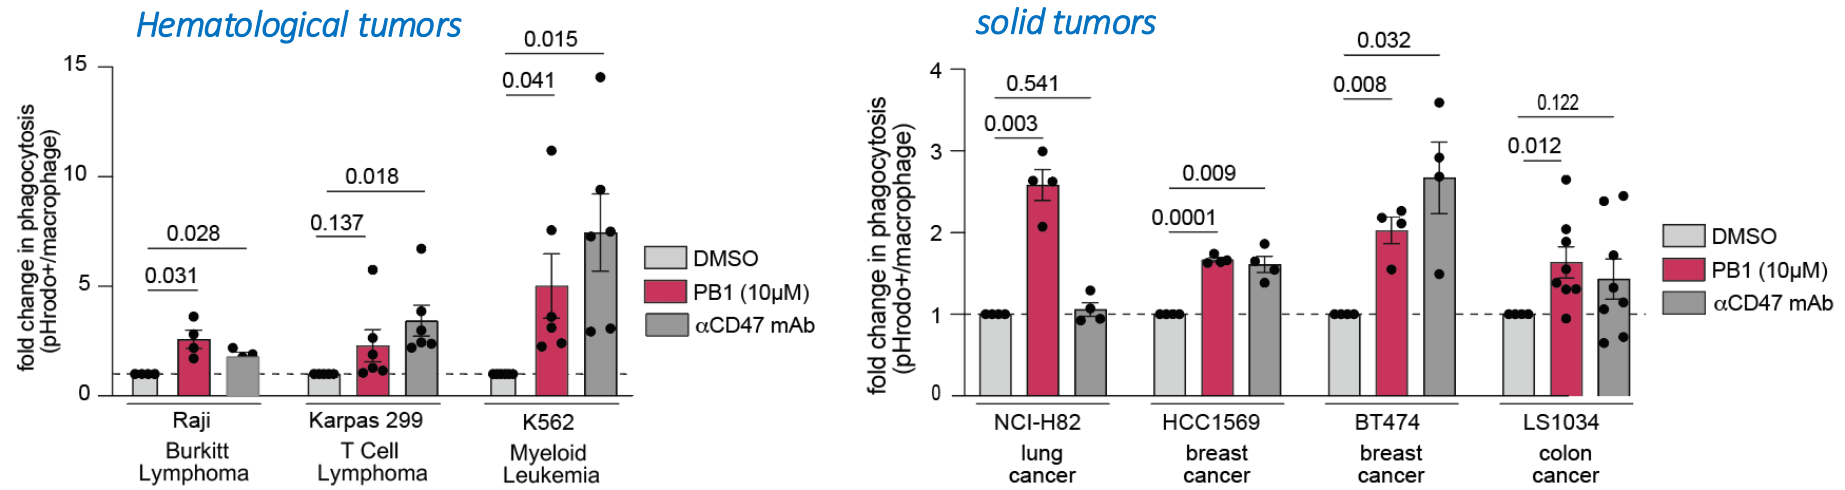 Hematological tumors
fold change in phagocytosis
(pHrodo+/macrophage)
15
10
5
0
0.028
0.031
0.018
0.137
0.015
0.041
Raji
Burkitt
Lymphoma
Karpas 299
T Cell
Lymphoma
K562
Myeloid
Leukemia
DMSO
PB1 (10µM)
αCD47 mAb
solid tumors
fold change in phagocytosis
(pHrodo+/macrophage)
4
3
2
1
0
0.541
0.003
0.009
0.0001
0.032
0.008
0.122
0.012
NCI-H82
lung
cancer
HCC1569
breast
cancer
BT474
breast
cancer
LS1034
colon
cancer
DMSO
PB1 (10µM)
αCD47 mAb